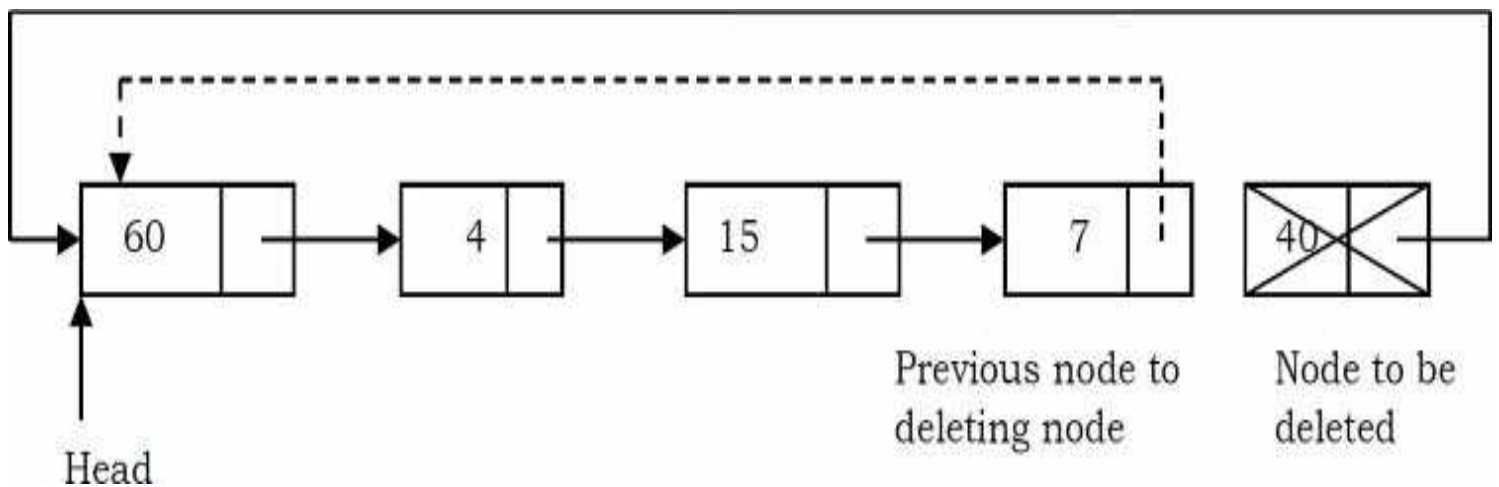 60 4 15 7 40
Previous node to
deleting node
Node to be
deleted
Head